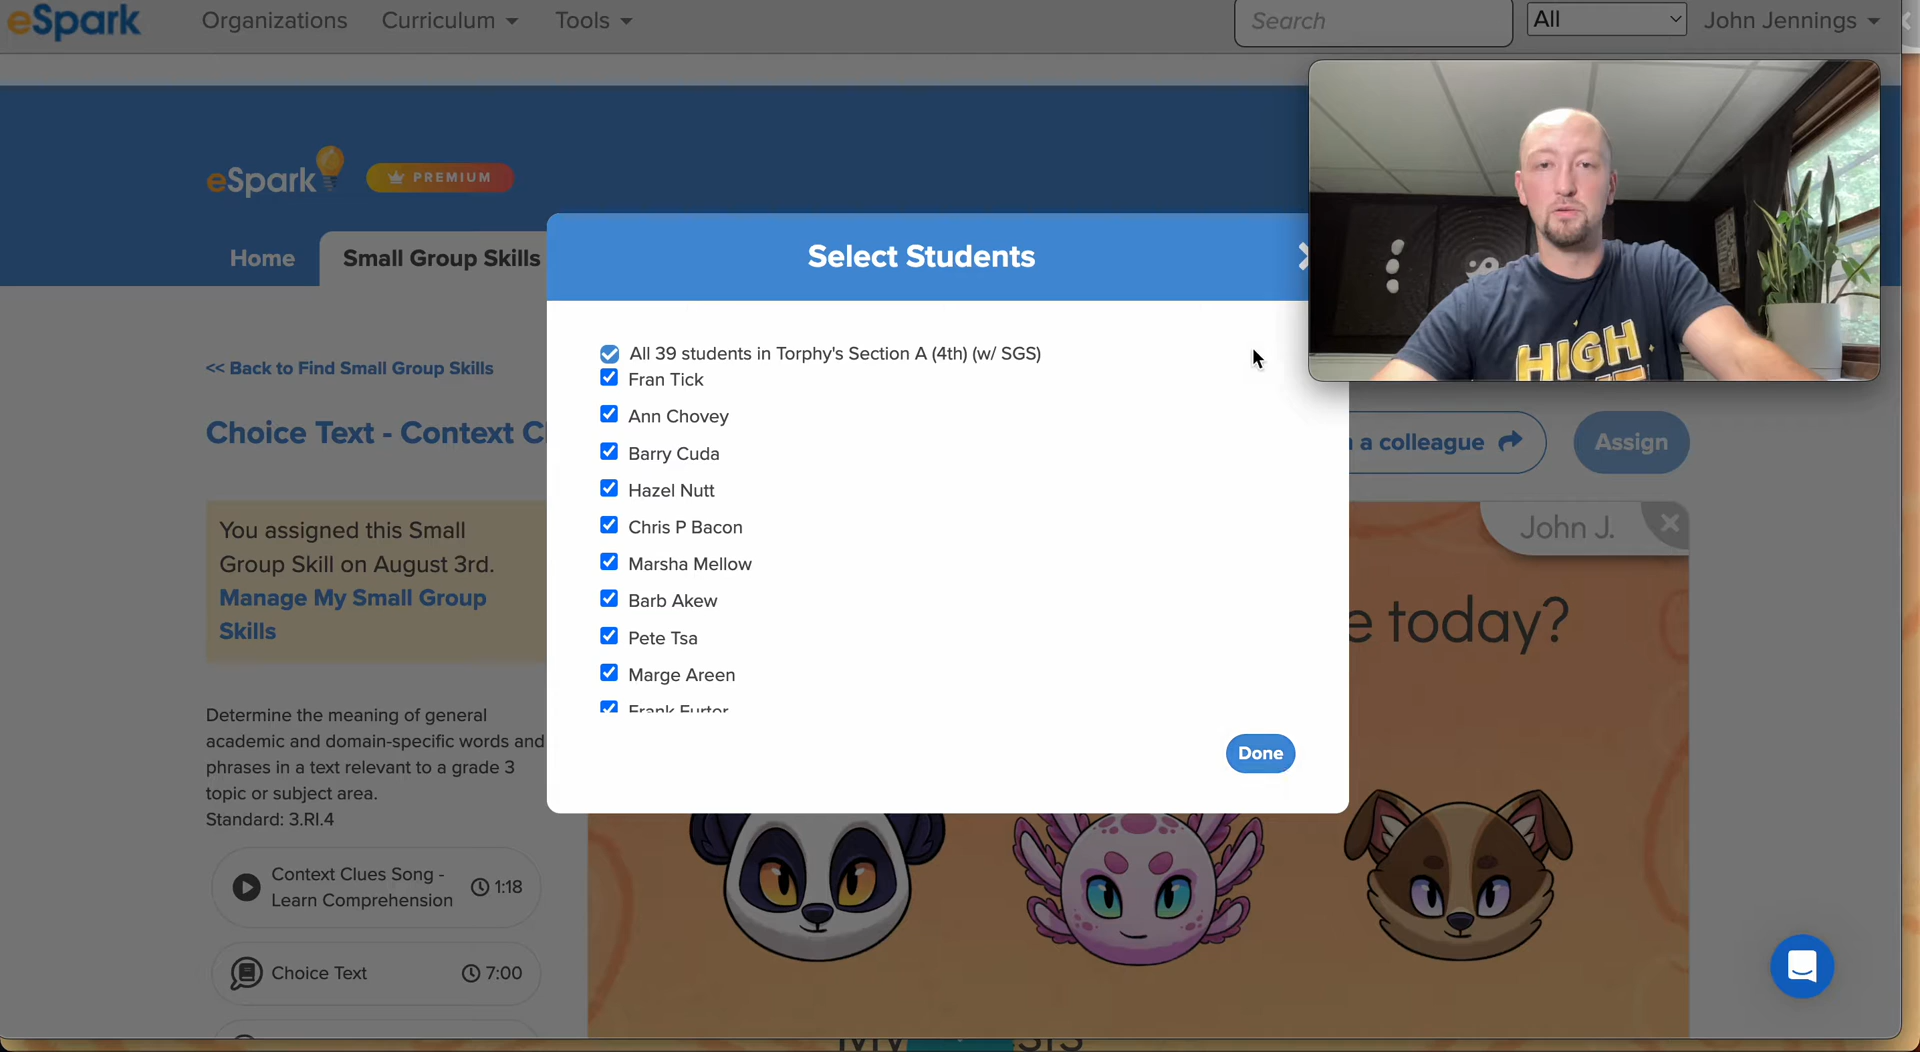 eSpark
Organizations
Curriculum
Tools
Search
All
John Jennings
eSpark
PREMIUM
Home
Small Group Skills
Select Students
<< Back to Find Small Group Skills
Choice Text - Context C
a colleague
Assign
All 39 students in Torphy's Section A (4th) (w/ SGS)
Fran Tick
Ann Chovey
Barry Cuda
Hazel Nutt
Chris P Bacon
Marsha Mellow
Barb Akew
Pete Tsa
Marge Areen
Frank Furter
Done
You assigned this Small
Group Skill on August 3rd.
Manage My Small Group
Skills
John J.
e today?
Determine the meaning of general
academic and domain-specific words and
phrases in a text relevant to a grade 3
topic or subject area.
Standard: 3.RI.4
Context Clues Song -
Learn Comprehension
1:18
Choice Text
7:00
HIGH